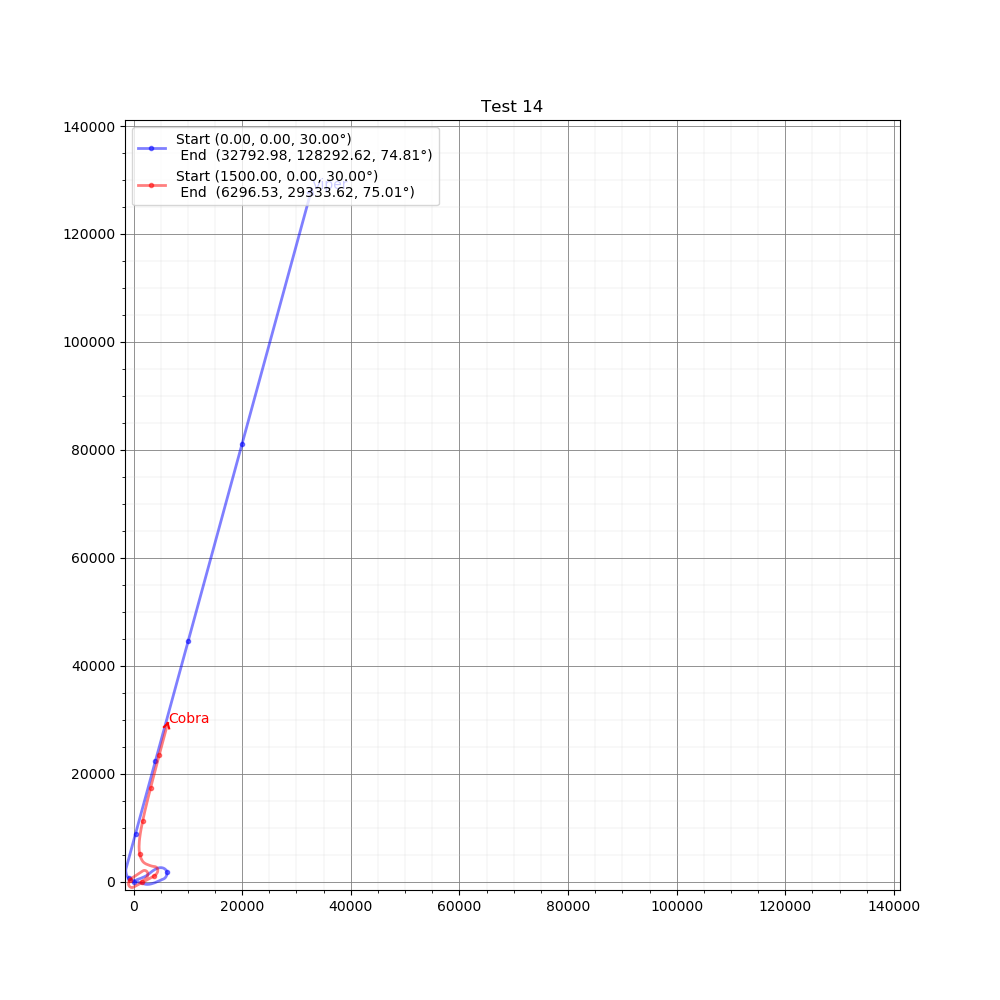 Test 14
Start (0.00, 0.00, 30.00°)
End (32792.98, 128292.62, 74.81°)
Start (1500.00, 0.00, 30.00°)
End (6296.53, 29333.62, 75.01°)
140000
120000
100000
80000
60000
40000
20000
0
Cobra
0
20000
40000
60000
80000
100000
120000
140000